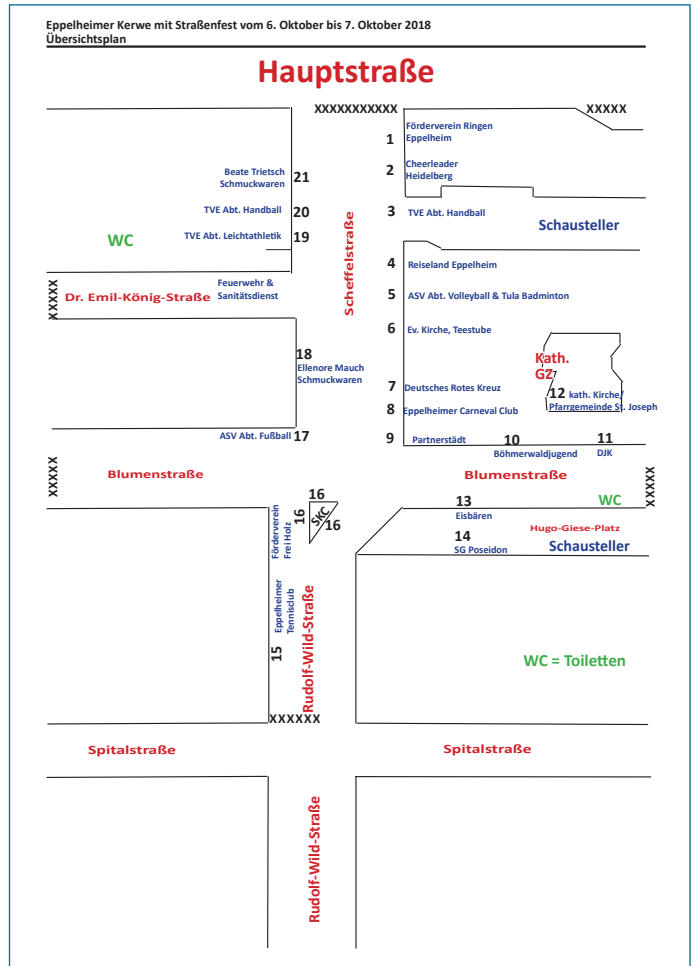 Eppelheimer Kerwe mit Straßenfest vom 6. Oktober bis 7. Oktober 2018
Übersichtsplan
Hauptstraße
XXXXXXXXXXX
XXXXX
1
Förderverein Ringen
Eppelheim
2
Cheerleader
Heidelberg
Beate Trietsch
Schmuckwaren
21
TVE Abt. Handball
20
3
TVE Abt. Handball
Schausteller
WC
TVE Abt. Leichtathletik
19
Scheffelstraße
4
Reiseland Eppelheim
XXXXX
Dr. Emil-König-Straße
Feuerwehr &
Sanitätsdienst
5
ASV Abt. Volleyball & Tula Badminton
6
Ev. Kirche, Teestube
18
Ellenore Mauch
Schmuckwaren
Kath.
GZ
7
Deutsches Rotes Kreuz
12 kath. Kirche/
Pfarrgemeinde St. Joseph
8
Eppelheimer Carneval Club
ASV Abt. Fußball
17
9
Partnerstädt
10
Böhmerwaldjugend
11
DJK
XXXXX
Blumenstraße
Blumenstraße
XXXXX
16
16
SKC
16
Förderverein
Frei Holz
13
Eisbären
WC
Hugo-Giese-Platz
14
SG Poseidon
Schausteller
Eppelheimer
Tennisclub
15
Rudolf-Wild-Straße
WC = Toiletten
XXXXXX
Spitalstraße
Spitalstraße
Rudolf-Wild-Straße